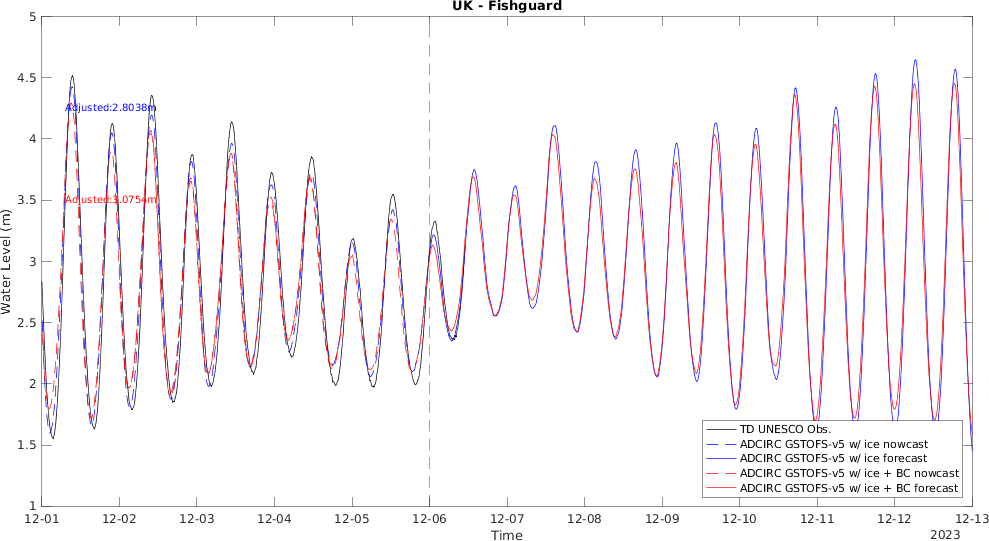 UK - Fishguard
5
4.5
4
3.5
3
2.5
2
1.5
1
Water Level (m)
Adjusted:2.8038m
Adjusted:3.0754m
TD UNESCO Obs.
ADCIRC GSTOFS-v5 w/ ice nowcast
ADCIRC GSTOFS-v5 w/ ice forecast
ADCIRC GSTOFS-v5 w/ ice + BC nowcast
ADCIRC GSTOFS-v5 w/ ice + BC forecast
12-01 12-02 12-03 12-04 12-05 12-06 12-07 12-08 12-09 12-10 12-11 12-12 12-13
Time
2023